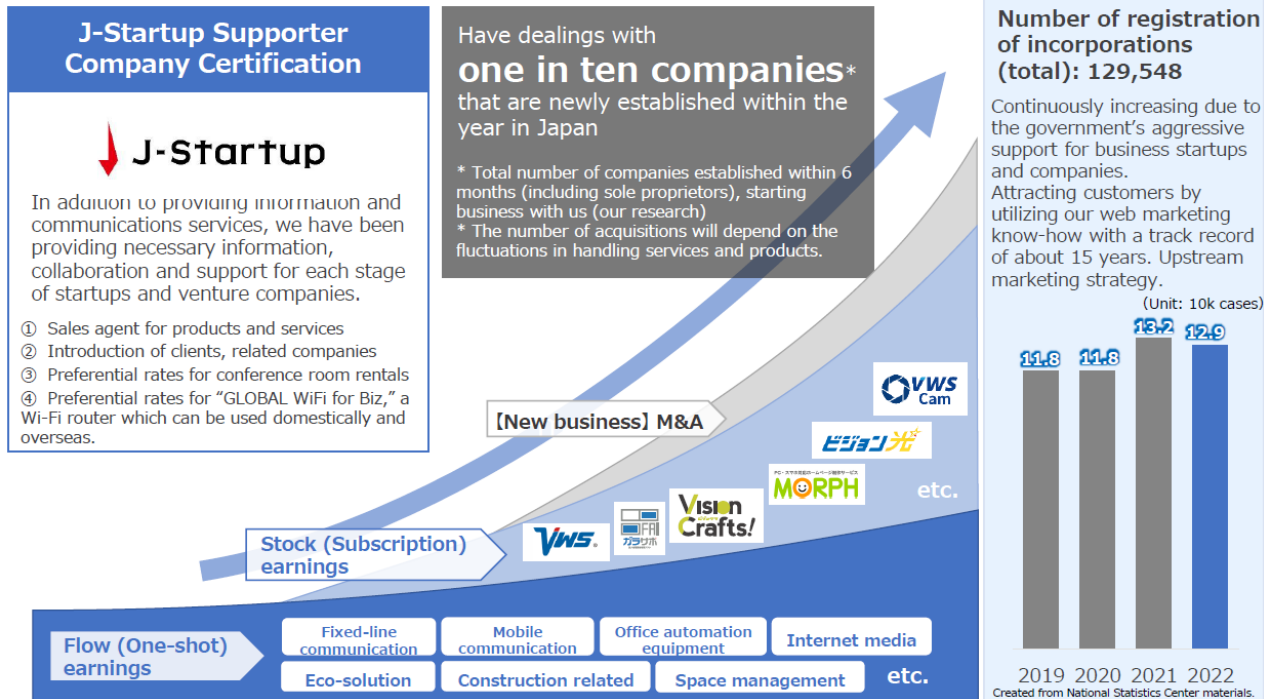 J-Startup Supporter
Company Certification
J-Startup
In addition to providing information and
communications services, we have been
providing necessary information,
collaboration and support for each stage
of startups and venture companies.
① Sales agent for products and services
② Introduction of clients, related companies
③ Preferential rates for conference room rentals
④ Preferential rates for “GLOBAL WiFi for Biz,” a
Wi-Fi router which can be used domestically and
overseas.
Have dealings with
one in ten companies*
that are newly established within the
year in Japan
* Total number of companies established within 6
months (including sole proprietors), starting
business with us (our research)
* The number of acquisitions will depend on the
fluctuations in handling services and products.
【New business】 M&A
VWS
Cam
ビジョン光
MORPH
etc.
Vision
Crafts!
FAI
ガラサポ
VWS.
Stock (Subscription)
earnings
Flow (One-shot)
earnings
Fixed-line
communication
Mobile
communication
Office automation
equipment
Internet media
Eco-solution
Construction related
Space management
etc.
Number of registration
of incorporations
(total): 129,548
Continuously increasing due to
the government’s aggressive
support for business startups
and companies.
Attracting customers by
utilizing our web marketing
know-how with a track record
of about 15 years. Upstream
marketing strategy.
(Unit: 10k cases)
11.8
11.8
13.2
12.9
2019
2020
2021
2022
Created from National Statistics Center materials.